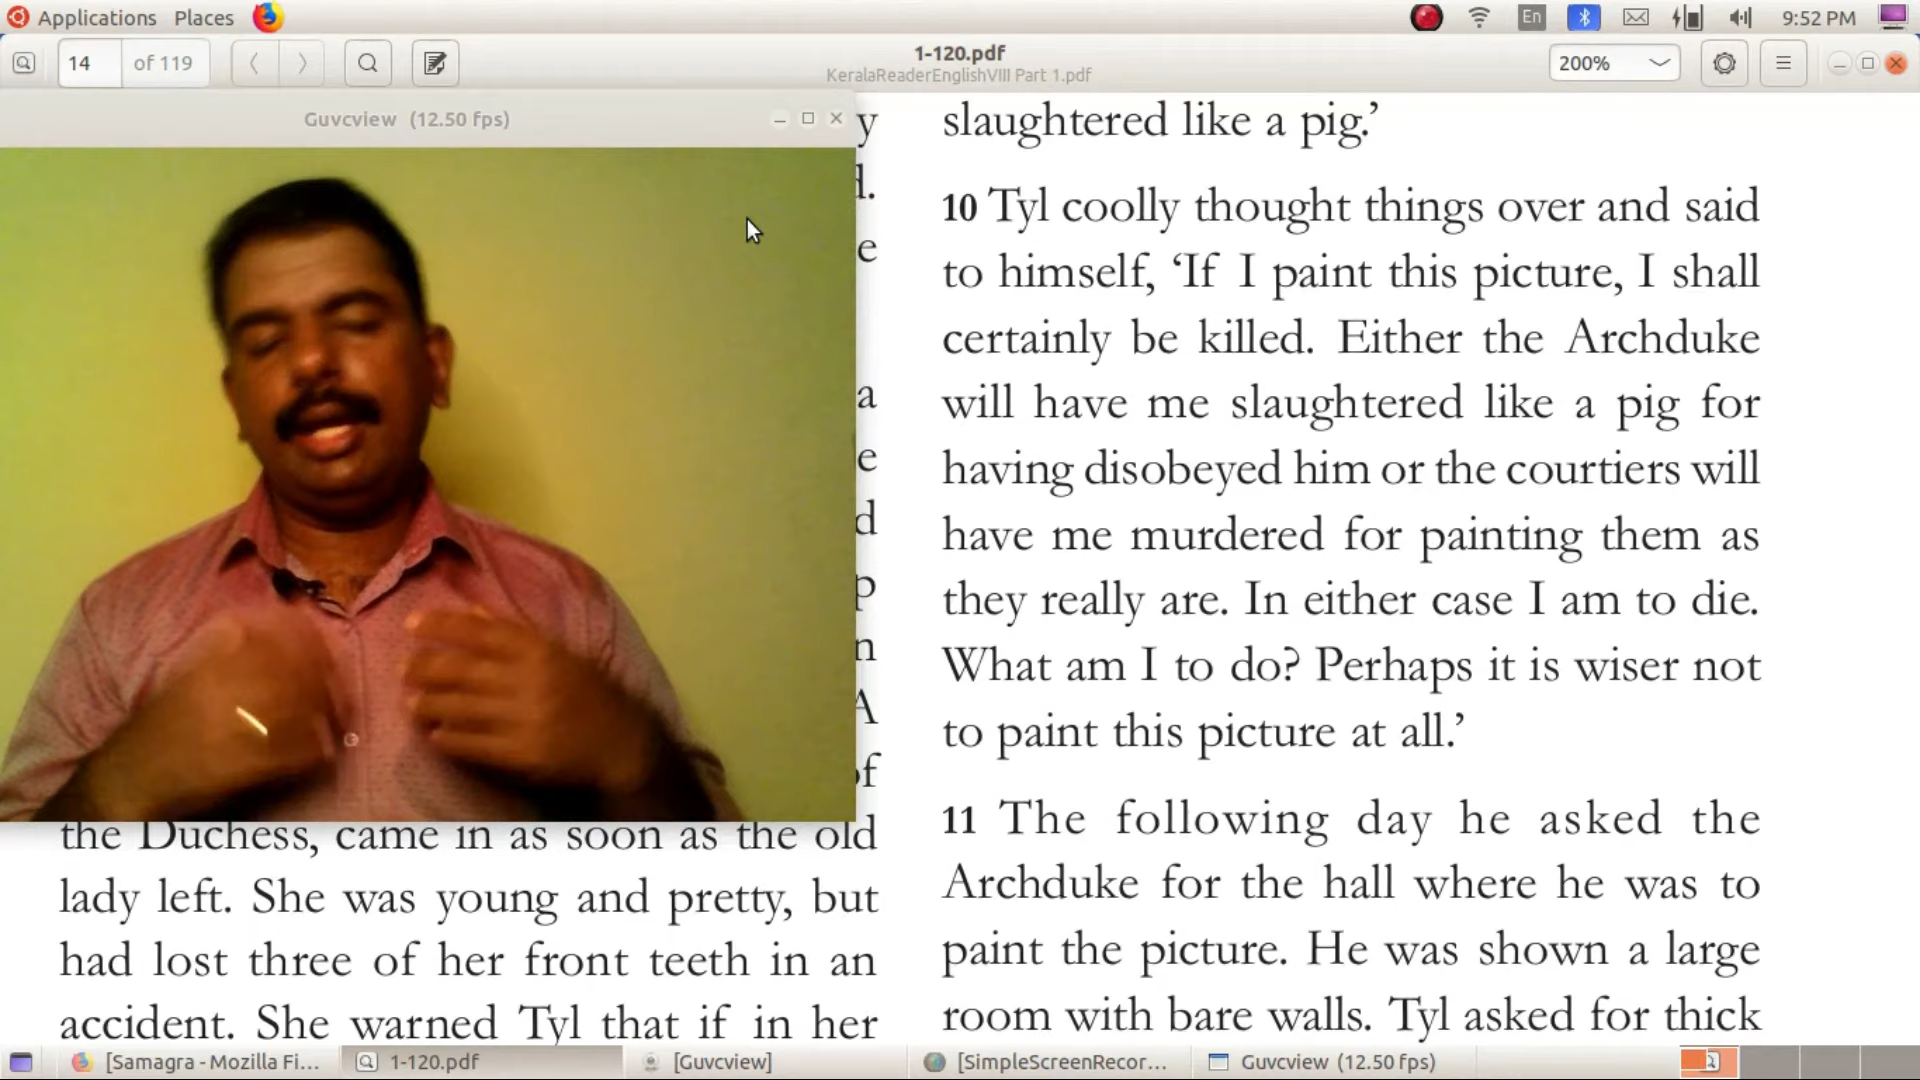 Applications Places En 9:52 PM
14 of 119
1-120.pdf
KeralaReaderEnglishVIII Part 1.pdf
200%
Guvcview (12.50 fps)
y
d.
e
a
e
d
p
n
A
of
the Duchess, came in as soon as the old
lady left. She was young and pretty, but
had lost three of her front teeth in an
accident. She warned Tyl that if in her
slaughtered like a pig.’
10 Tyl coolly thought things over and said
to himself, ‘If I paint this picture, I shall
certainly be killed. Either the Archduke
will have me slaughtered like a pig for
having disobeyed him or the courtiers will
have me murdered for painting them as
they really are. In either case I am to die.
What am I to do? Perhaps it is wiser not
to paint this picture at all.’
11 The following day he asked the
Archduke for the hall where he was to
paint the picture. He was shown a large
room with bare walls. Tyl asked for thick
[Samagra - Mozilla Fi... 1-120.pdf [Guvcview] [SimpleScreenRecor... Guvcview (12.50 fps)